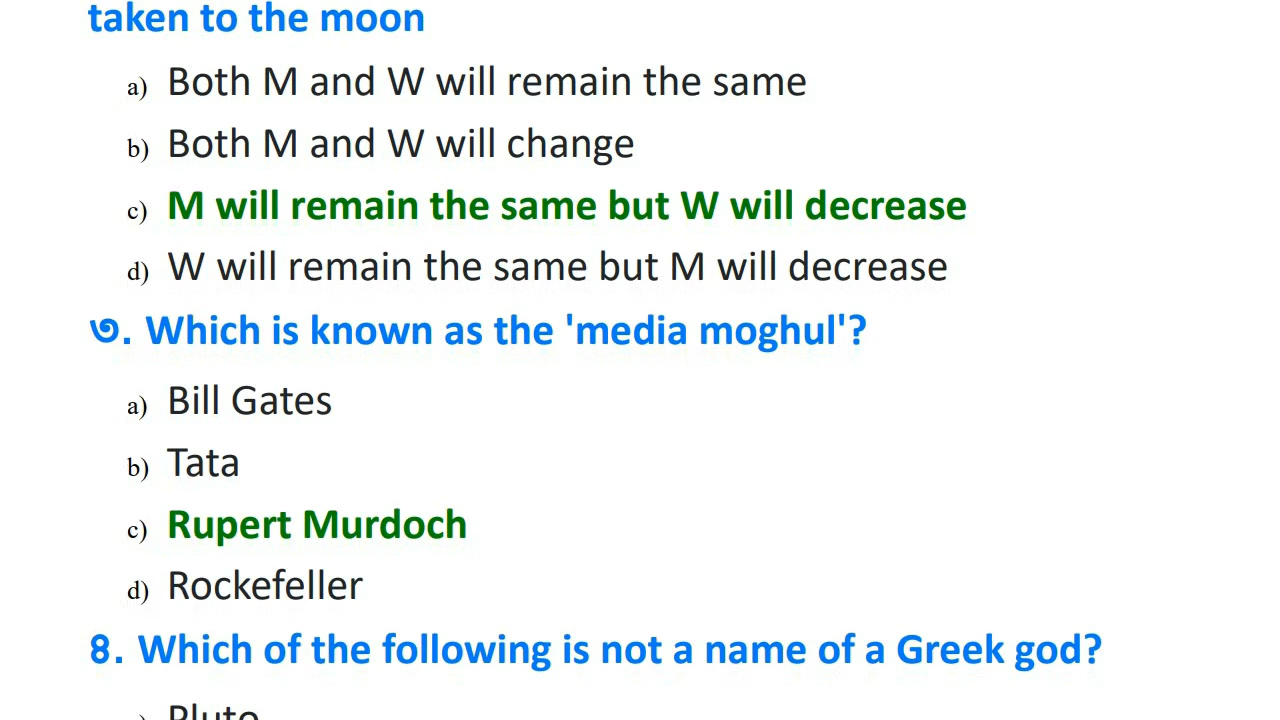 taken to the moon
a) Both M and W will remain the same
b) Both M and W will change
c) M will remain the same but W will decrease
d) W will remain the same but M will decrease
৩. Which is known as the 'media moghul'?
a) Bill Gates
b) Tata
c) Rupert Murdoch
d) Rockefeller
৪. Which of the following is not a name of a Greek god?